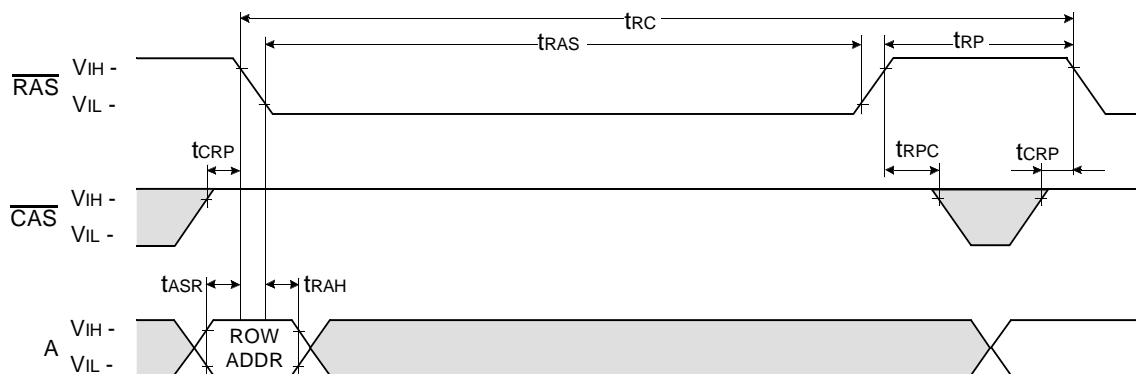 tRC
tRAS tRP
RAS VIH -
VIL -
tCRP tRPC tCRP
CAS VIH -
VIL -
tASR tRAH
A VIH -
VIL -
ROW
ADDR